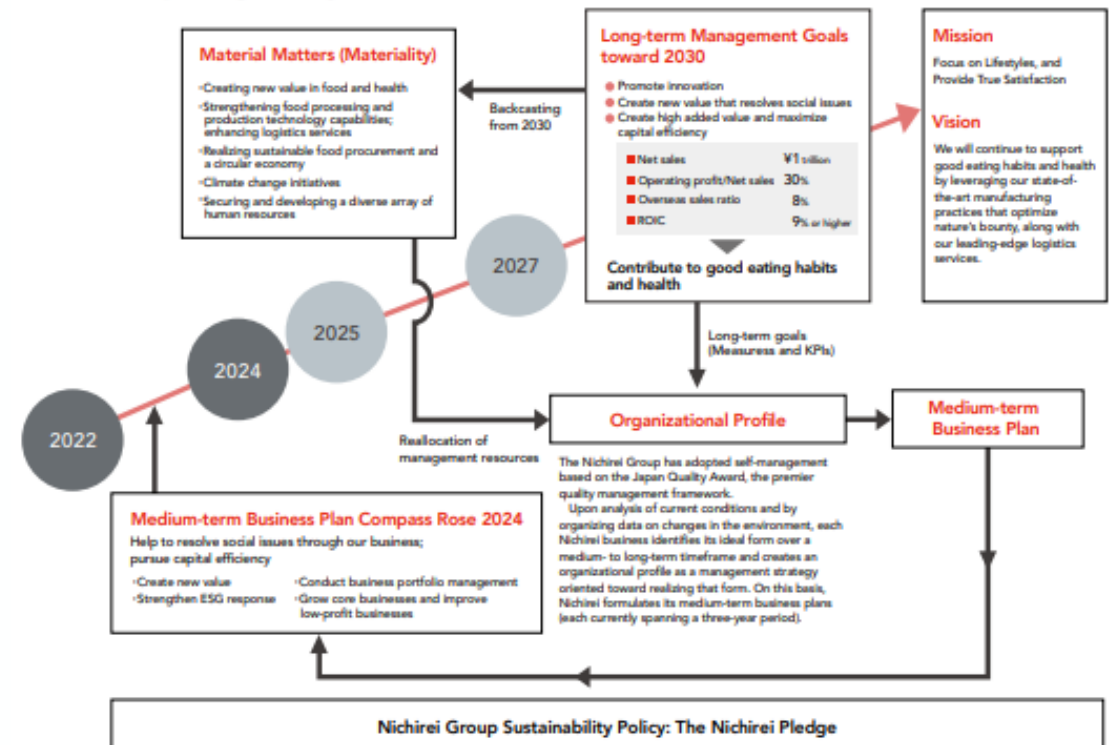 Material Matters (Materiality)
•Creating new value in food and health
•Strengthening food processing and
production technology capabilities;
enhancing logistics services
•Realizing sustainable food procurement and
a circular economy
•Climate change initiatives
•Securing and developing a diverse array of
human resources
Backcasting
from 2030
Long-term Management Goals
toward 2030
Promote innovation
Create new value that resolves social issues
Create high added value and maximize
capital efficiency
Net sales ¥1 trillion
Operating profit/Net sales 30%
Overseas sales ratio 8%
ROIC 9% or higher
Contribute to good eating habits
and health
Mission
Focus on Lifestyles, and
Provide True Satisfaction
Vision
We will continue to support
good eating habits and health
by leveraging our state-of-
the-art manufacturing
practices that optimize
nature's bounty, along with
our leading-edge logistics
services.
2027
2025
2024
2022
Long-term goals
(Measuress and KPIs)
Reallocation of
management resources
Organizational Profile
The Nichirei Group has adopted self-management
based on the Japan Quality Award, the premier
quality management framework.
Upon analysis of current conditions and by
organizing data on changes in the environment, each
Nichirei business identifies its ideal form over a
medium- to long-term timeframe and creates an
organizational profile as a management strategy
oriented toward realizing that form. On this basis,
Nichirei formulates its medium-term business plans
(each currently spanning a three-year period).
Medium-term
Business Plan
Medium-term Business Plan Compass Rose 2024
Help to resolve social issues through our business;
pursue capital efficiency
•Create new value
•Strengthen ESG response
•Conduct business portfolio management
•Grow core businesses and improve
low-profit businesses
Nichirei Group Sustainability Policy: The Nichirei Pledge